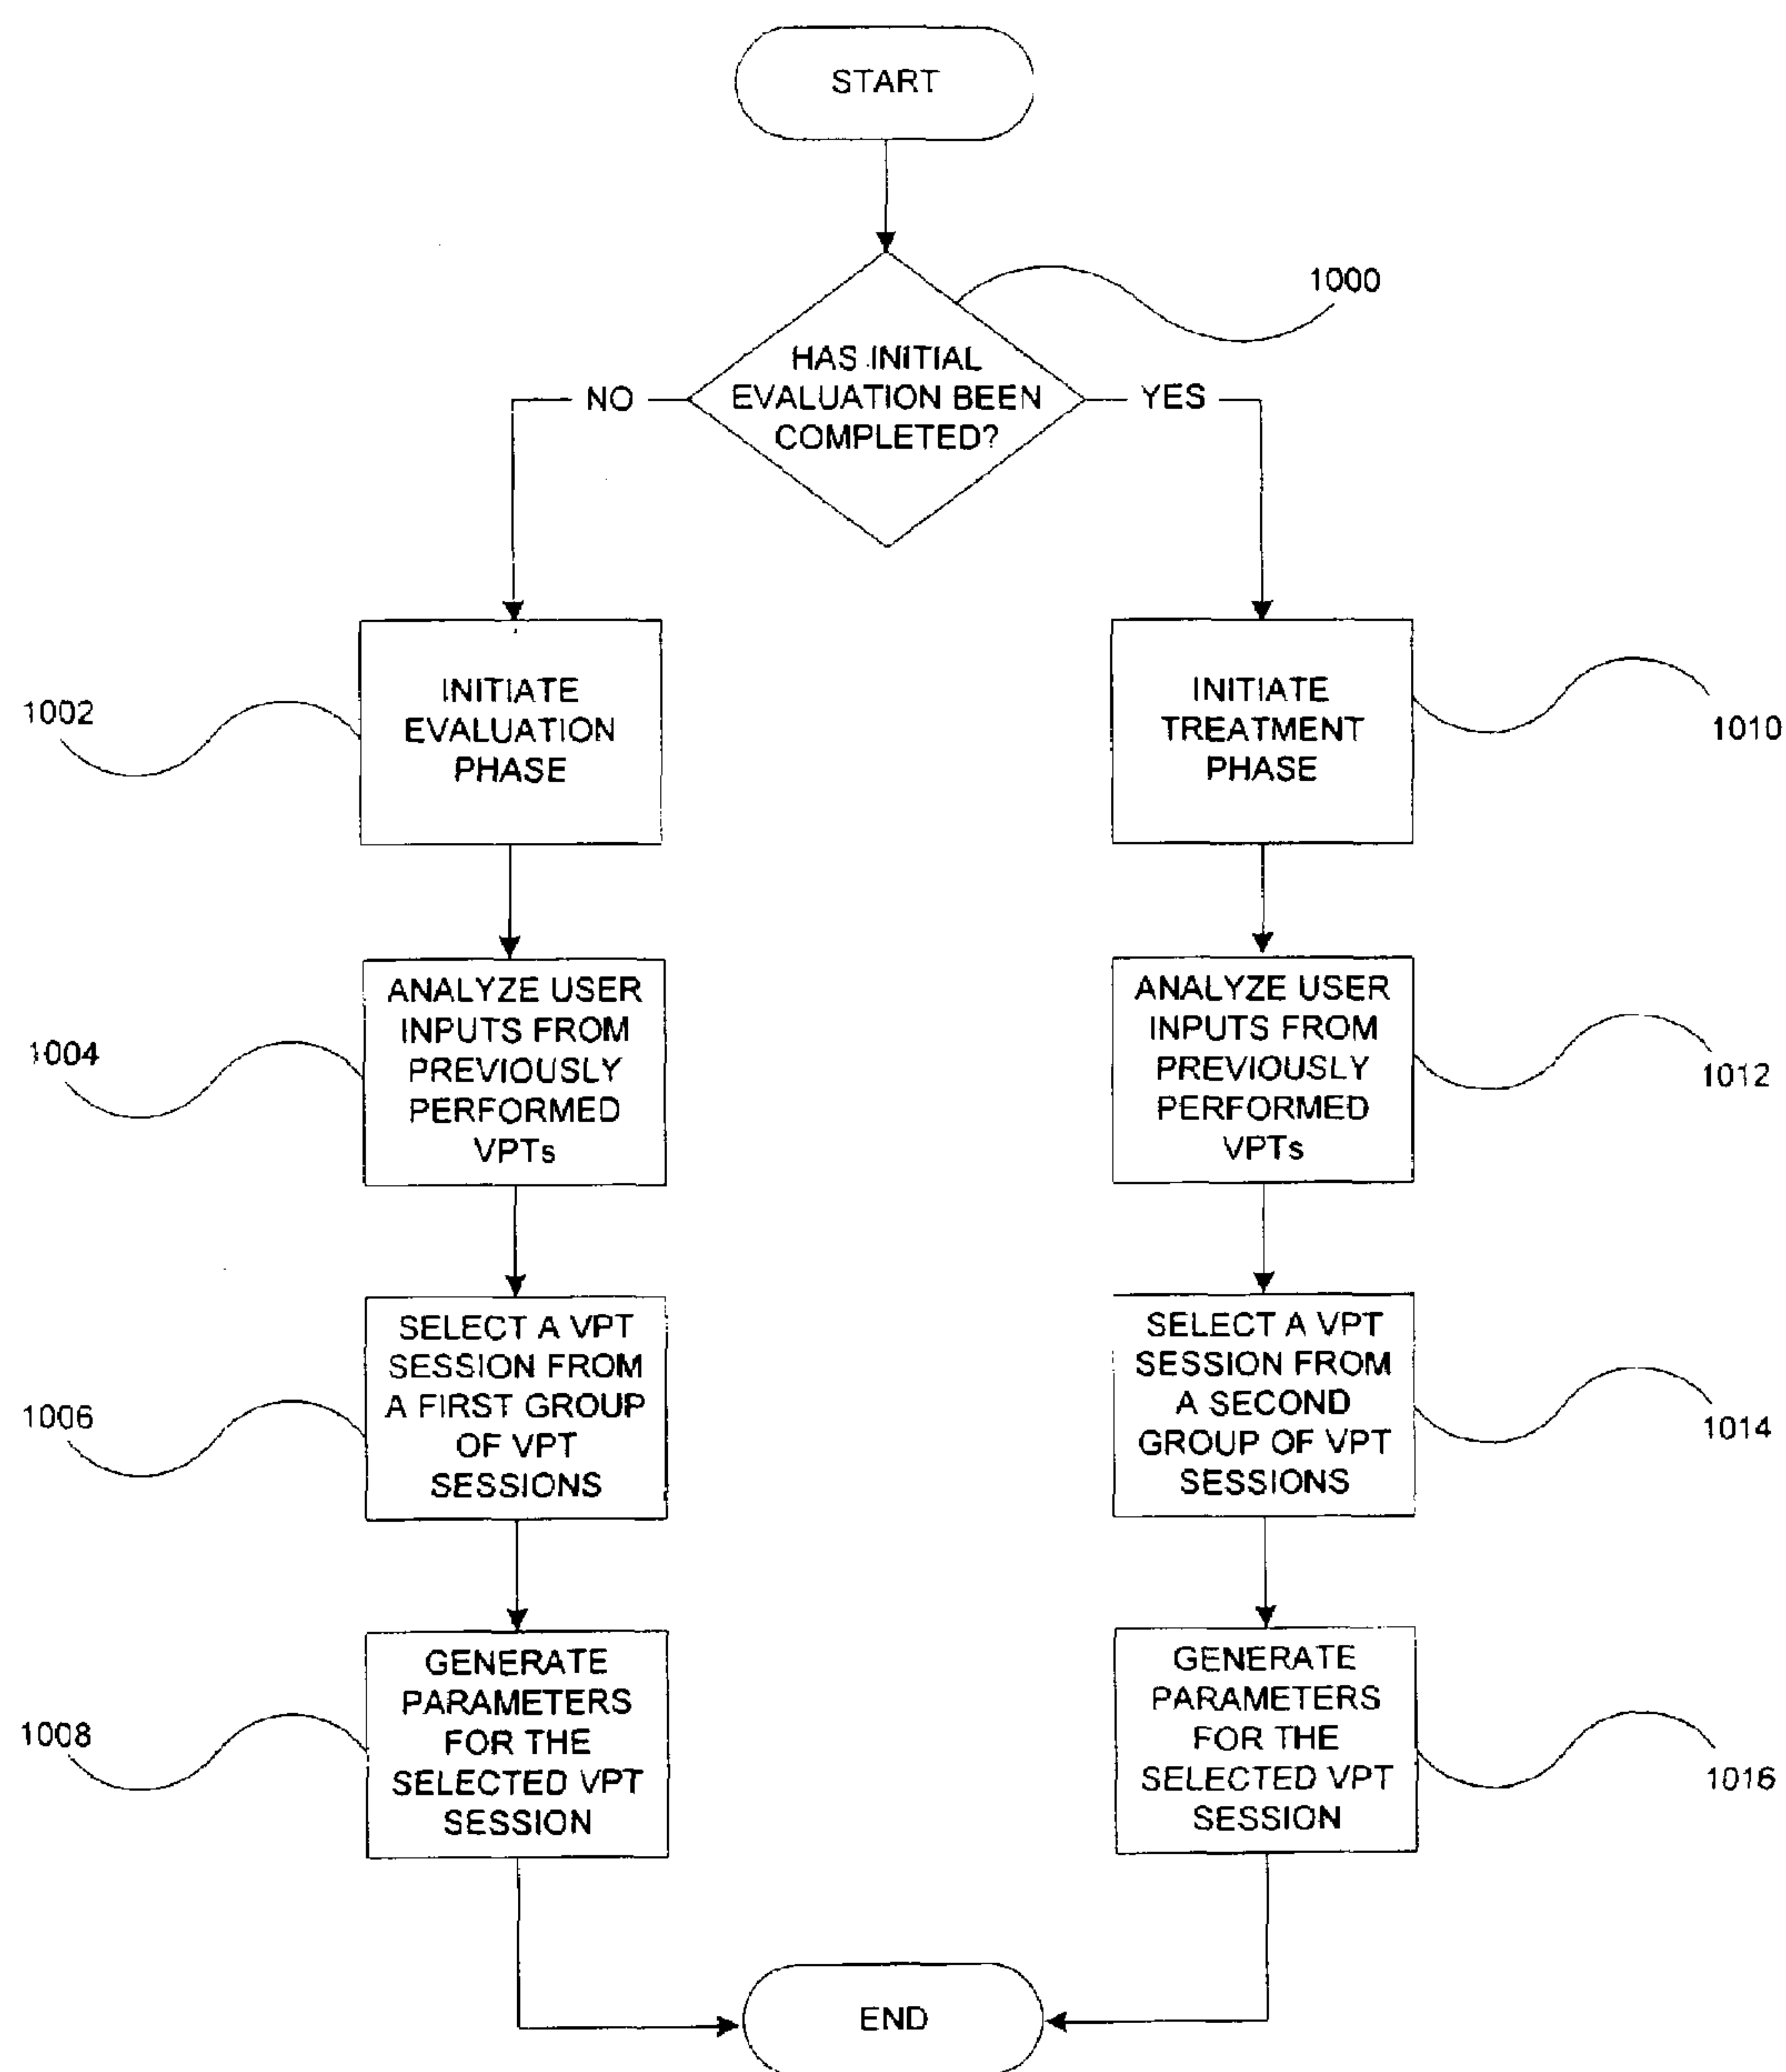 START
1000
HAS INITIAL
EVALUATION BEEN
COMPLETED?
NO
YES
1002
INITIATE
EVALUATION
PHASE
INITIATE
TREATMENT
PHASE
1010
1004
ANALYZE USER
INPUTS FROM
PREVIOUSLY
PERFORMED
VPTs
ANALYZE USER
INPUTS FROM
PREVIOUSLY
PERFORMED
VPTs
1012
1006
SELECT A VPT
SESSION FROM
A FIRST GROUP
OF VPT
SESSIONS
SELECT A VPT
SESSION FROM
A SECOND
GROUP OF VPT
SESSIONS
1014
1008
GENERATE
PARAMETERS
FOR THE
SELECTED VPT
SESSION
GENERATE
PARAMETERS
FOR THE
SELECTED VPT
SESSION
1016
END